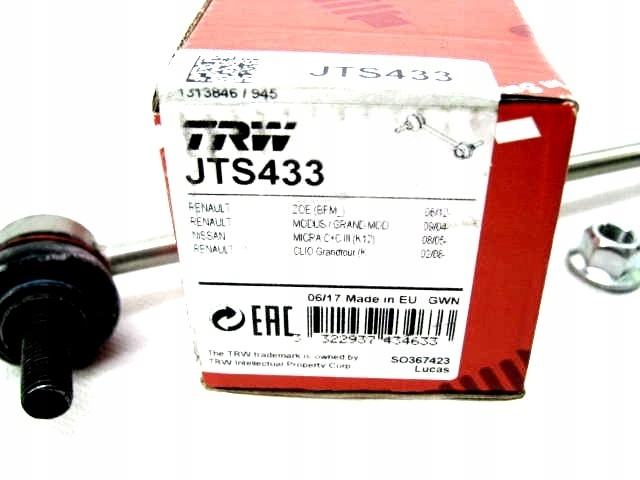 JTS433
1313846 / 945
TRW
JTS433
RENAULT ZOE (BFM_) 06/12-
RENAULT MODUS / GRAND MOD 09/04-
NISSAN MICRA C+C III (K12) 08/05-
RENAULT CLIO Grandtour (K 02/08-
06/17 Made in EU GWN
EAC
3 322937 434633
The TRW trademark is owned by
TRW Intellectual Property Corp.
SO367423
Lucas